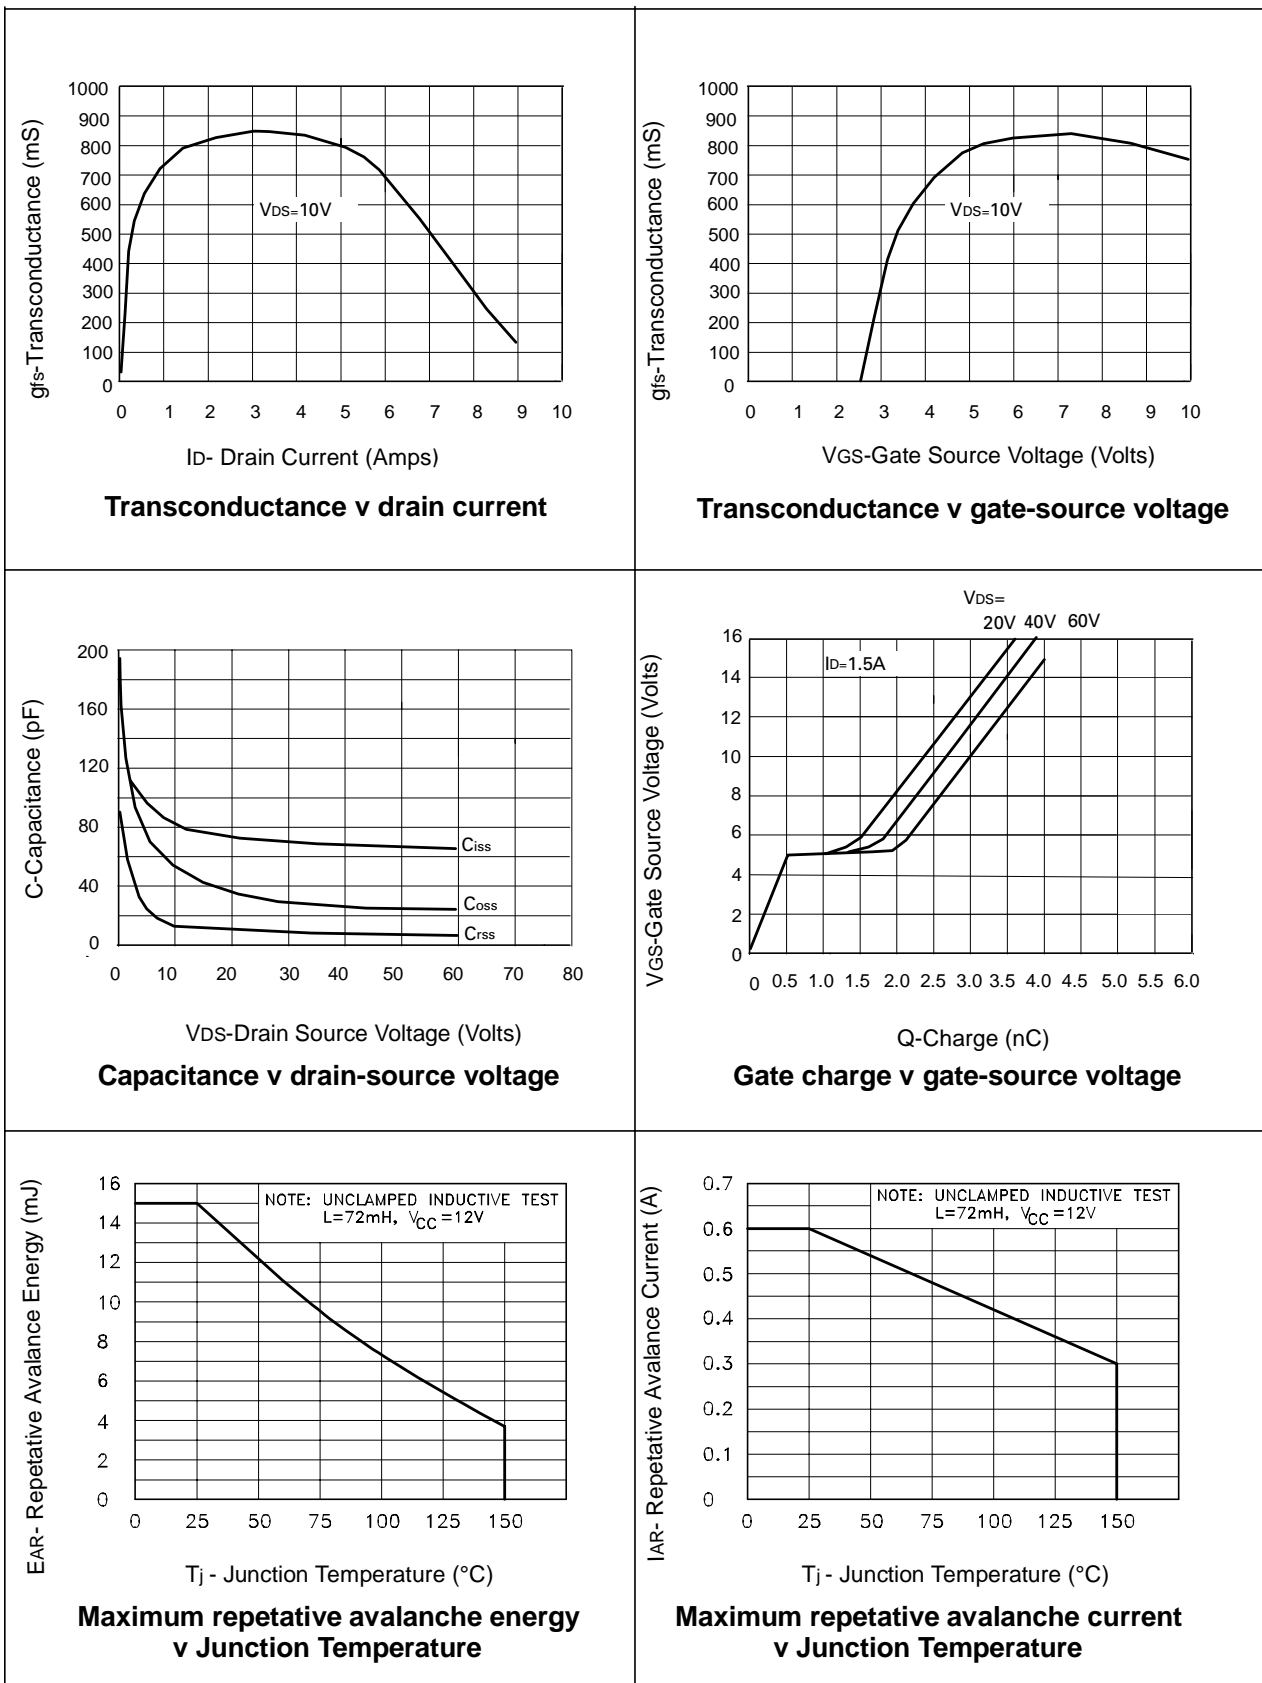 1000
900
800
700
600
500
400
300
200
100
0
0 1 2 3 4 5 6 7 8 9 10
gfs-Transconductance (mS)
VDS=10V
ID- Drain Current (Amps)
Transconductance v drain current
1000
900
800
700
600
500
400
300
200
100
0
0 1 2 3 4 5 6 7 8 9 10
gfs-Transconductance (mS)
VDS=10V
VGS-Gate Source Voltage (Volts)
Transconductance v gate-source voltage
200
160
120
80
40
0
0 10 20 30 40 50 60 70 80
C-Capacitance (pF)
Ciss
Coss
Crss
VDS-Drain Source Voltage (Volts)
Capacitance v drain-source voltage
VDS=
20V 40V 60V
ID=1.5A
16
14
12
10
8
6
4
2
0
0 0.5 1.0 1.5 2.0 2.5 3.0 3.5 4.0 4.5 5.0 5.5 6.0
VGS-Gate Source Voltage (Volts)
Q-Charge (nC)
Gate charge v gate-source voltage
16
14
12
10
8
6
4
2
0
0 25 50 75 100 125 150
EAR- Repetative Avalance Energy (mJ)
NOTE: UNCLAMPED INDUCTIVE TEST
L=72mH, VCC=12V
Tj - Junction Temperature (°C)
Maximum repetative avalanche energy
v Junction Temperature
0.7
0.6
0.5
0.4
0.3
0.2
0.1
0
0 25 50 75 100 125 150
IAR- Repetative Avalance Current (A)
NOTE: UNCLAMPED INDUCTIVE TEST
L=72mH, VCC=12V
Tj - Junction Temperature (°C)
Maximum repetative avalanche current
v Junction Temperature